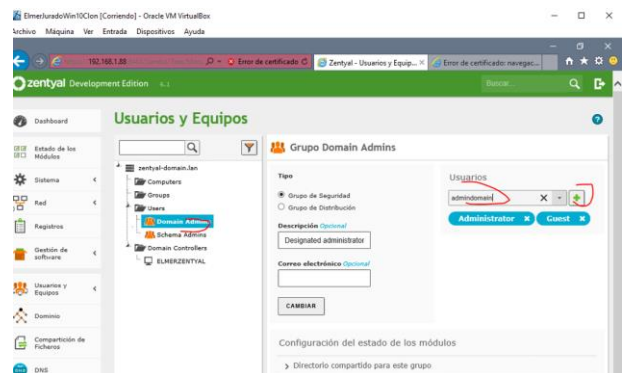 ElmerJuradoWin10Clon [Corriendo] - Oracle VM VirtualBox
Archivo Máquina Ver Entrada Dispositivos Ayuda
192.168.1.88 Error de certificado Zentyal - Usuarios y Equip... Error de certificado: navegac...
zentyal Development Edition Buscar...
Usuarios y Equipos
Dashboard
Estado de los Módulos
Sistema
Red
Registros
Gestión de software
Usuarios y Equipos
Dominio
Compartición de Ficheros
DNS
zentyal-domain.lan
Computers
Groups
Users
Domain Admins
Schema Admins
Domain Controllers
ELMERZENTYAL
Grupo Domain Admins
Tipo
Grupo de Seguridad
Grupo de Distribución
Descripción Opcional
Designated administrator
Correo electrónico Opcional
CAMBIAR
Usuarios
admindomain
Administrator Guest
Configuración del estado de los módulos
Directorio compartido para este grupo